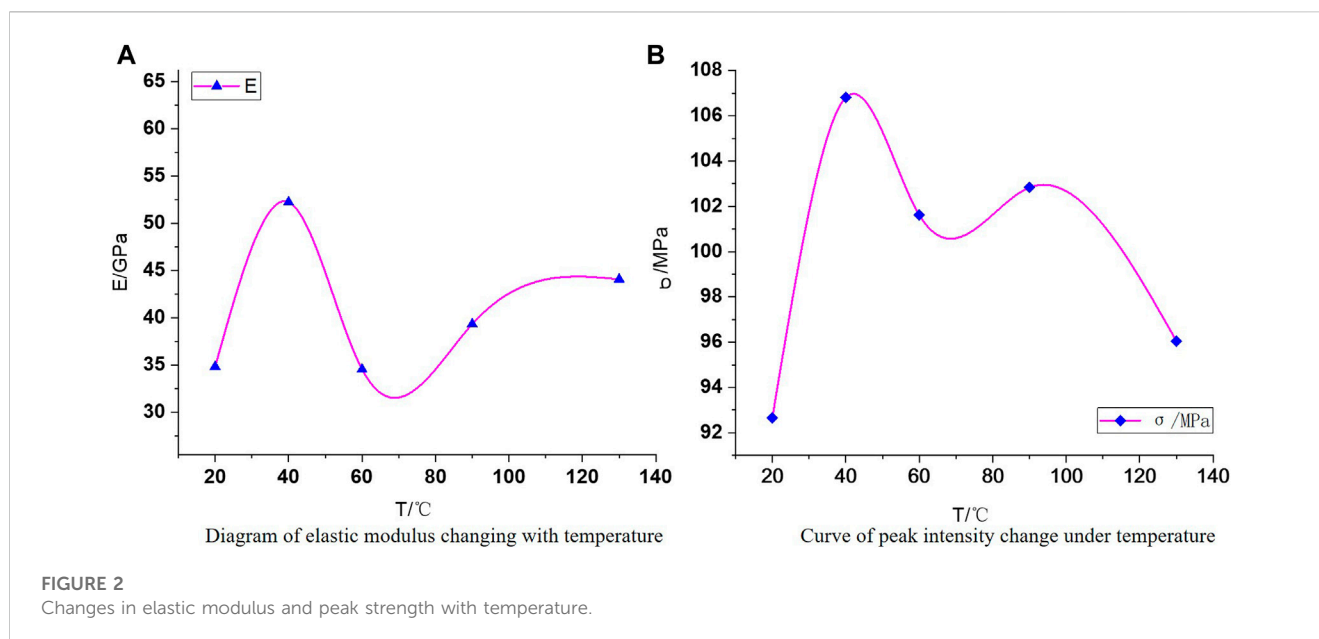 A
E
65
60
55
50
45
40
35
30
E/GPa
20 40 60 80 100 120 140
T/℃
Diagram of elastic modulus changing with temperature
B
108
106
104
102
100
98
96
94
92
σ/MPa
σ/MPa
20 40 60 80 100 120 140
T/℃
Curve of peak intensity change under temperature
FIGURE 2
Changes in elastic modulus and peak strength with temperature.